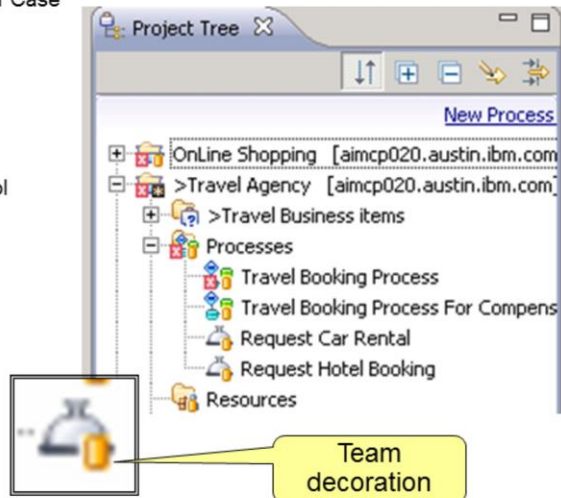 Case
Project Tree
New Process
OnLine Shopping [aimcp020.austin.ibm.com
>Travel Agency [aimcp020.austin.ibm.com]
>Travel Business items
Processes
Travel Booking Process
Travel Booking Process For Compens
Request Car Rental
Request Hotel Booking
Resources
Team
decoration